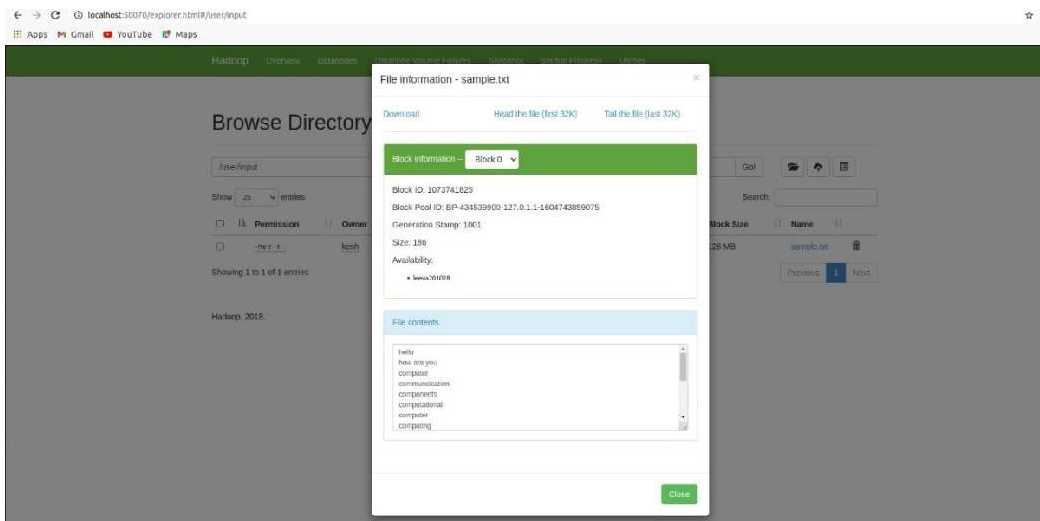 localhost:50070/explorer.html#/user/input
Apps Gmail YouTube Maps
Hadoop Overview Datanodes Datanode Volume Failures Snapshot Startup Progress Utilities
File information - sample.txt ×
Download Head the file (first 32K) Tail the file (last 32K)
Browse Directory
Block information -- Block 0
/user/input Go!
Block ID: 1073741825
Show 25 entries Search:
Block Pool ID: BP-434539900-127.0.1.1-1604743859075
Permission Owner Block Size Name
Generation Stamp: 1001
Size: 186
kosh 128 MB sample.txt
Availability:
Showing 1 to 1 of 1 entries Previous 1 Next
Hadoop, 2018.
File contents
hello
how are you
computer
communication
components
computational
computer
computing
Close